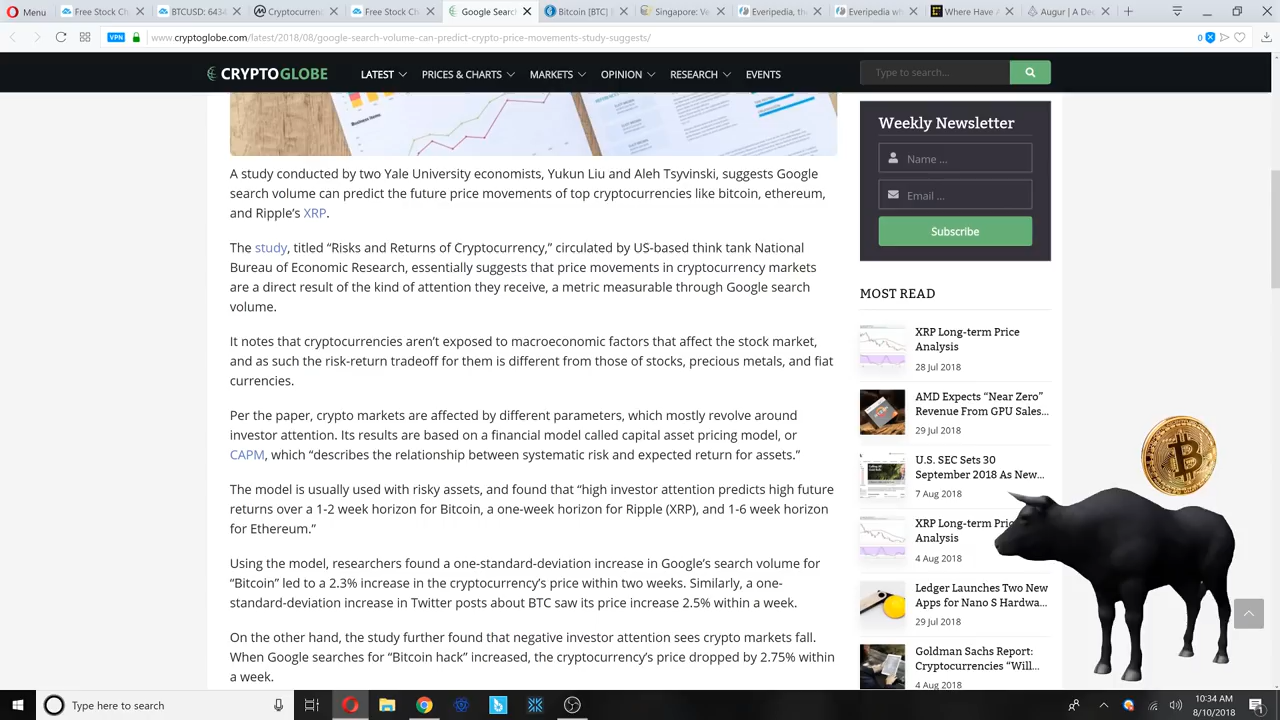 Menu
Free Stock Ch
BTCUSD: 6434
Cryptocurrenc
Free Stock Ch
Google Searc
Bitcoin [BTC]
Singapore: Ve
Everipedia wh
Where Have A
Augur | A Dec
VPN
www.cryptoglobe.com/latest/2018/08/google-search-volume-can-predict-crypto-price-movements-study-suggests/
0
CRYPTOGLOBE
LATEST PRICES & CHARTS MARKETS OPINION RESEARCH EVENTS
Type to search...
Business items
A study conducted by two Yale University economists, Yukun Liu and Aleh Tsyvinski, suggests Google
search volume can predict the future price movements of top cryptocurrencies like bitcoin, ethereum,
and Ripple’s XRP.
The study, titled “Risks and Returns of Cryptocurrency,” circulated by US-based think tank National
Bureau of Economic Research, essentially suggests that price movements in cryptocurrency markets
are a direct result of the kind of attention they receive, a metric measurable through Google search
volume.
It notes that cryptocurrencies aren’t exposed to macroeconomic factors that affect the stock market,
and as such the risk-return tradeoff for them is different from those of stocks, precious metals, and fiat
currencies.
Per the paper, crypto markets are affected by different parameters, which mostly revolve around
investor attention. Its results are based on a financial model called capital asset pricing model, or
CAPM, which “describes the relationship between systematic risk and expected return for assets.”
The model is usually used with risky assets, and found that “high investor attention predicts high future
returns over a 1-2 week horizon for Bitcoin, a one-week horizon for Ripple (XRP), and 1-6 week horizon
for Ethereum.”
Using the model, researchers found a one-standard-deviation increase in Google’s search volume for
“Bitcoin” led to a 2.3% increase in the cryptocurrency’s price within two weeks. Similarly, a one-
standard-deviation increase in Twitter posts about BTC saw its price increase 2.5% within a week.
On the other hand, the study further found that negative investor attention sees crypto markets fall.
When Google searches for “Bitcoin hack” increased, the cryptocurrency’s price dropped by 2.75% within
a week.
Weekly Newsletter
Name ...
Email ...
Subscribe
MOST READ
XRP Long-term Price
Analysis
28 Jul 2018
AMD Expects “Near Zero”
Revenue From GPU Sales...
29 Jul 2018
U.S. SEC Sets 30
September 2018 As New...
7 Aug 2018
XRP Long-term Pric
Analysis
4 Aug 2018
Ledger Launches Two New
Apps for Nano S Hardwa...
29 Jul 2018
Goldman Sachs Report:
Cryptocurrencies “Will...
4 Aug 2018
Type here to search
10:34 AM
8/10/2018